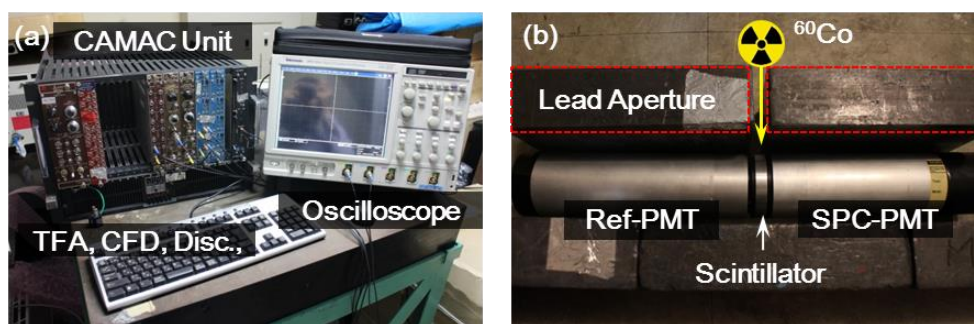 (a)
CAMAC Unit
Oscilloscope
TFA, CFD, Disc.,
(b)
⁶⁰Co
Lead Aperture
Ref-PMT
SPC-PMT
Scintillator